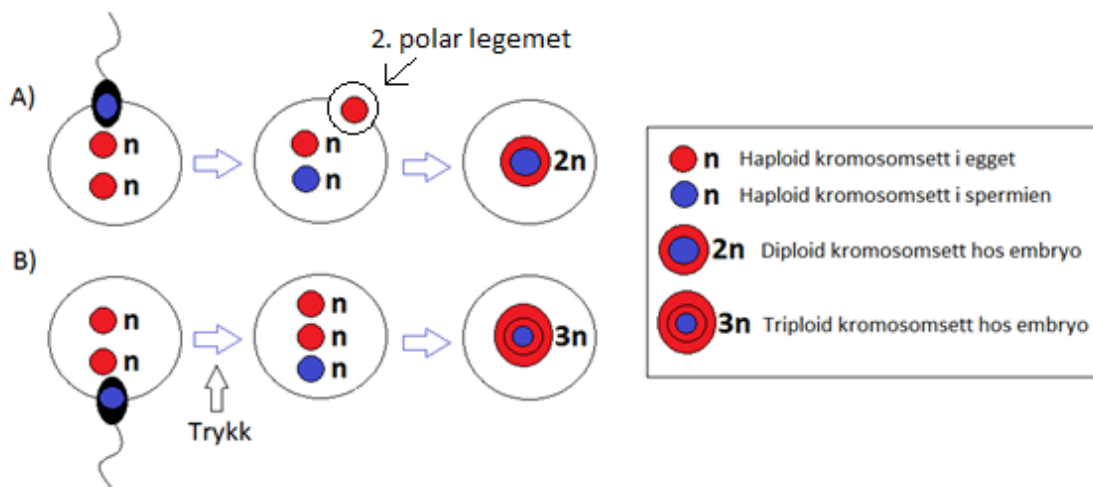 2. polar legemet
A)
n
n
n
n
2n
B)
n
n
n
n
n
3n
Trykk
n Haploid kromosomsett i egget
n Haploid kromosomsett i spermien
2n Diploid kromosomsett hos embryo
3n Triploid kromosomsett hos embryo